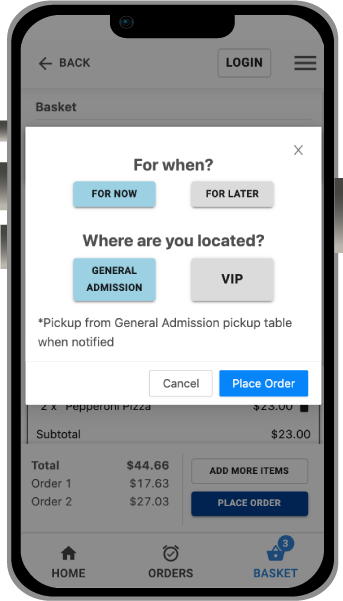 BACK
LOGIN
Basket
X
For when?
FOR NOW
FOR LATER
Where are you located?
GENERAL
ADMISSION
VIP
*Pickup from General Admission pickup table
when notified
Cancel
Place Order
2 x Pepperoni Pizza $23.00
Subtotal $23.00
Total $44.66
Order 1 $17.63
Order 2 $27.03
ADD MORE ITEMS
PLACE ORDER
3
HOME
ORDERS
BASKET